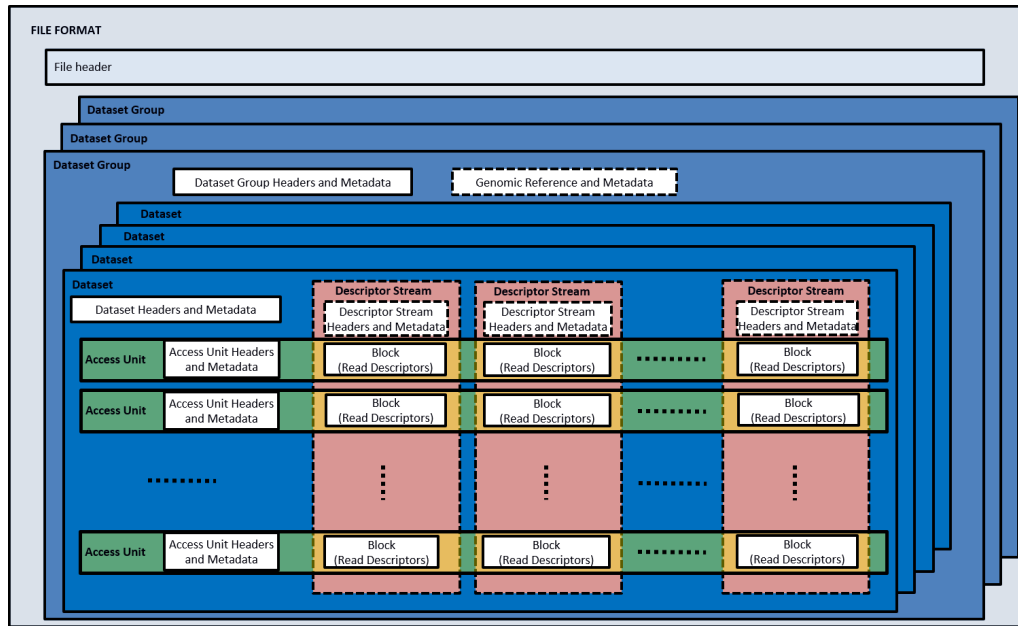 FILE FORMAT
File header
Dataset Group
Dataset Group
Dataset Group
Dataset Group Headers and Metadata
Genomic Reference and Metadata
Dataset
Dataset
Dataset
Dataset
Dataset Headers and Metadata
Descriptor Stream
Descriptor Stream
Headers and Metadata
Descriptor Stream
Descriptor Stream
Headers and Metadata
Descriptor Stream
Descriptor Stream
Headers and Metadata
Access Unit
Access Unit Headers
and Metadata
Block
(Read Descriptors)
Block
(Read Descriptors)
Block
(Read Descriptors)
Access Unit
Access Unit Headers
and Metadata
Block
(Read Descriptors)
Block
(Read Descriptors)
Block
(Read Descriptors)
Access Unit
Access Unit Headers
and Metadata
Block
(Read Descriptors)
Block
(Read Descriptors)
Block
(Read Descriptors)